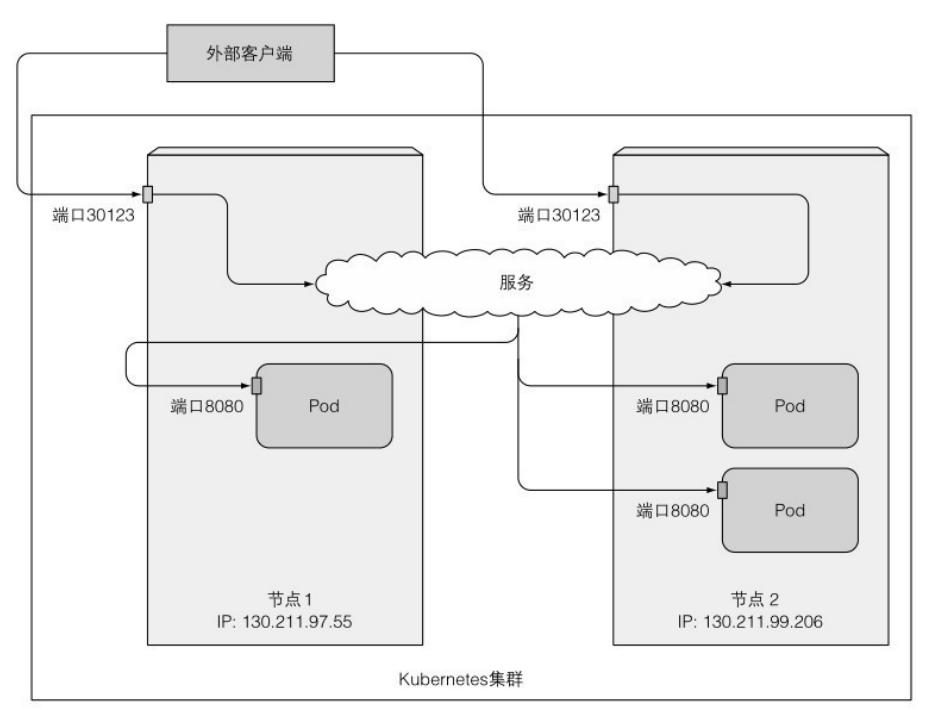 外部客户端
端口30123
端口30123
服务
端口8080
Pod
端口8080
Pod
端口8080
Pod
节点1
IP: 130.211.97.55
节点 2
IP: 130.211.99.206
Kubernetes集群